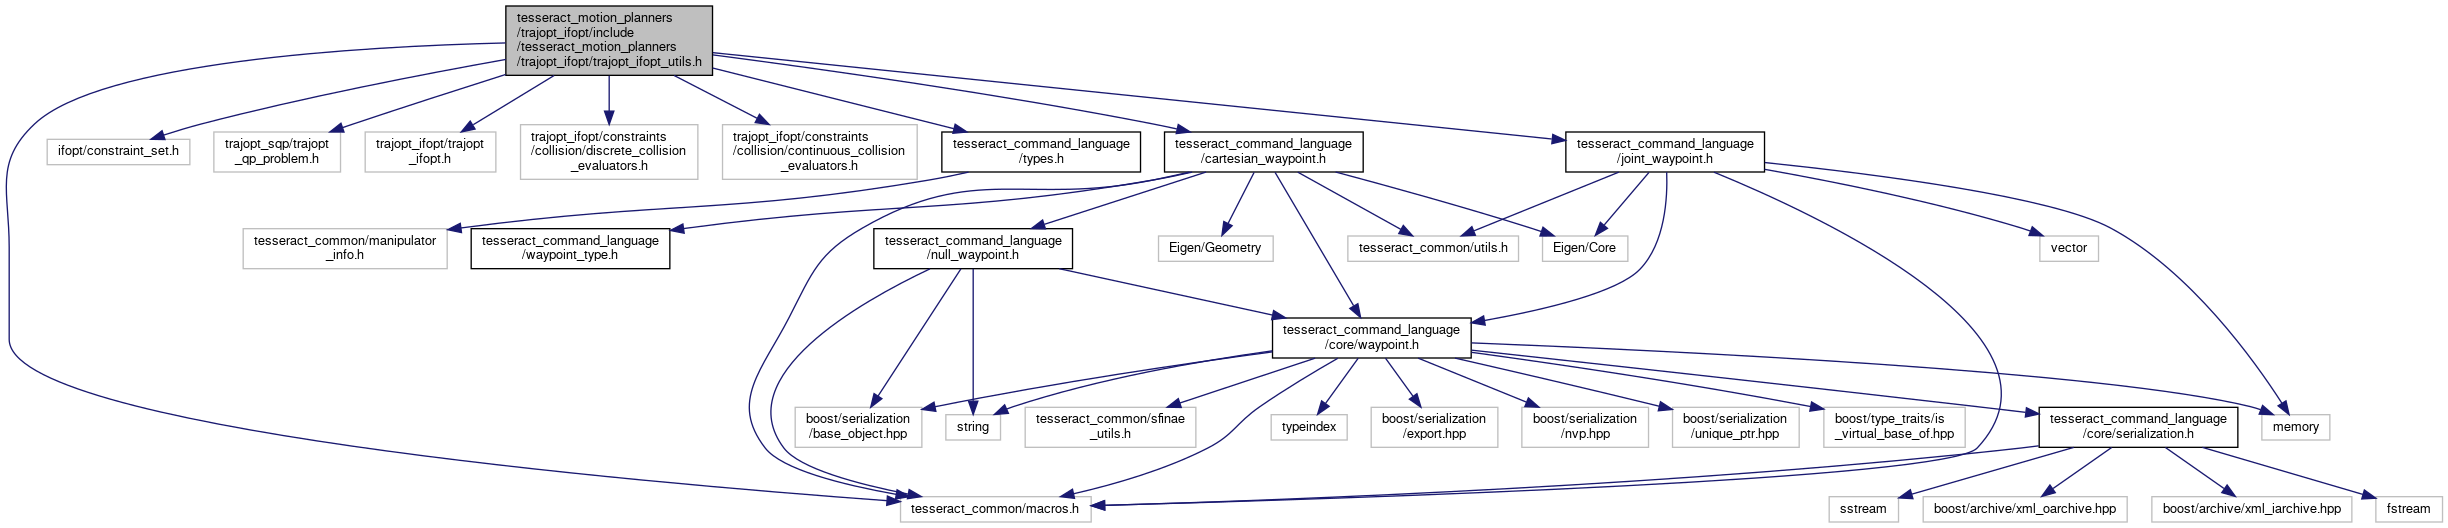 tesseract_motion_planners
/trajopt_ifopt/include
/tesseract_motion_planners
/trajopt_ifopt/trajopt_ifopt_utils.h
ifopt/constraint_set.h
trajopt_sqp/trajopt
_qp_problem.h
trajopt_ifopt/trajopt
_ifopt.h
trajopt_ifopt/constraints
/collision/discrete_collision
_evaluators.h
trajopt_ifopt/constraints
/collision/continuous_collision
_evaluators.h
tesseract_command_language
/types.h
tesseract_command_language
/cartesian_waypoint.h
tesseract_command_language
/joint_waypoint.h
tesseract_common/manipulator
_info.h
tesseract_command_language
/waypoint_type.h
tesseract_command_language
/null_waypoint.h
Eigen/Geometry
tesseract_common/utils.h
Eigen/Core
vector
tesseract_command_language
/core/waypoint.h
boost/serialization
/base_object.hpp
string
tesseract_common/sfinae
_utils.h
typeindex
boost/serialization
/export.hpp
boost/serialization
/nvp.hpp
boost/serialization
/unique_ptr.hpp
boost/type_traits/is
_virtual_base_of.hpp
tesseract_command_language
/core/serialization.h
memory
tesseract_common/macros.h
sstream
boost/archive/xml_oarchive.hpp
boost/archive/xml_iarchive.hpp
fstream